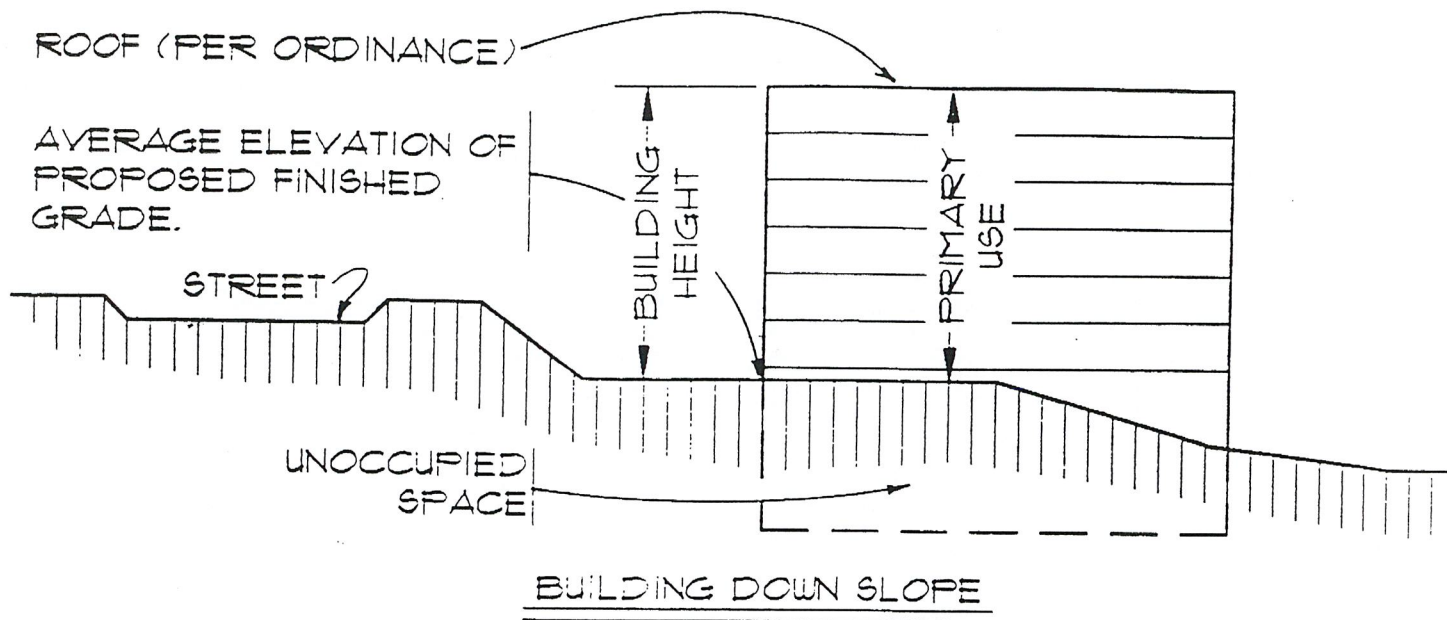 ROOF (PER ORDINANCE)
AVERAGE ELEVATION OF
PROPOSED FINISHED
GRADE.
STREET
BUILDING
HEIGHT
PRIMARY
USE
UNOCCUPIED
SPACE
BUILDING DOWN SLOPE